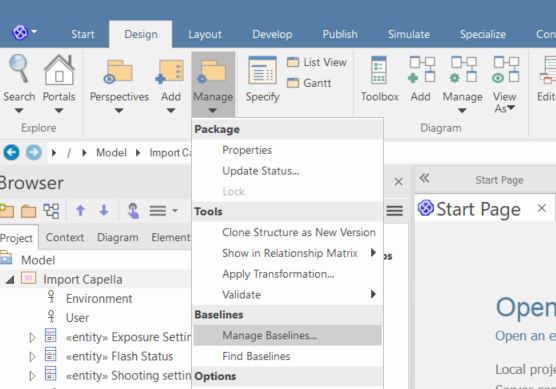 Start Design Layout Develop Publish Simulate Specialize Con
Search Portals Perspectives Add Manage Specify List View Gantt Toolbox Add Manage View As Edit
Explore Diagram
/ Model Import Ca
Package
Properties
Update Status...
Lock
Tools
Clone Structure as New Version
Show in Relationship Matrix
Apply Transformation...
Validate
Baselines
Manage Baselines...
Find Baselines
Options
Browser
Project Context Diagram Element
Model
Import Capella
Environment
User
«entity» Exposure Settin
«entity» Flash Status
«entity» Shooting settin
Start Page
Start Page
Open
Open an e
Local proje